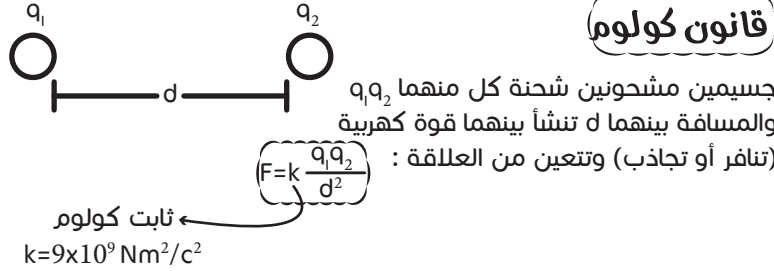 قانون كولوم
q₁ q₂
d
جسيمين مشحونين شحنة كل منهما q₁q₂
والمسافة بينهما d تنشأ بينهما قوة كهربية
(تنافر أو تجاذب) وتتعين من العلاقة :
F=k q₁q₂/d²
ثابت كولوم
k=9x10⁹ Nm²/c²